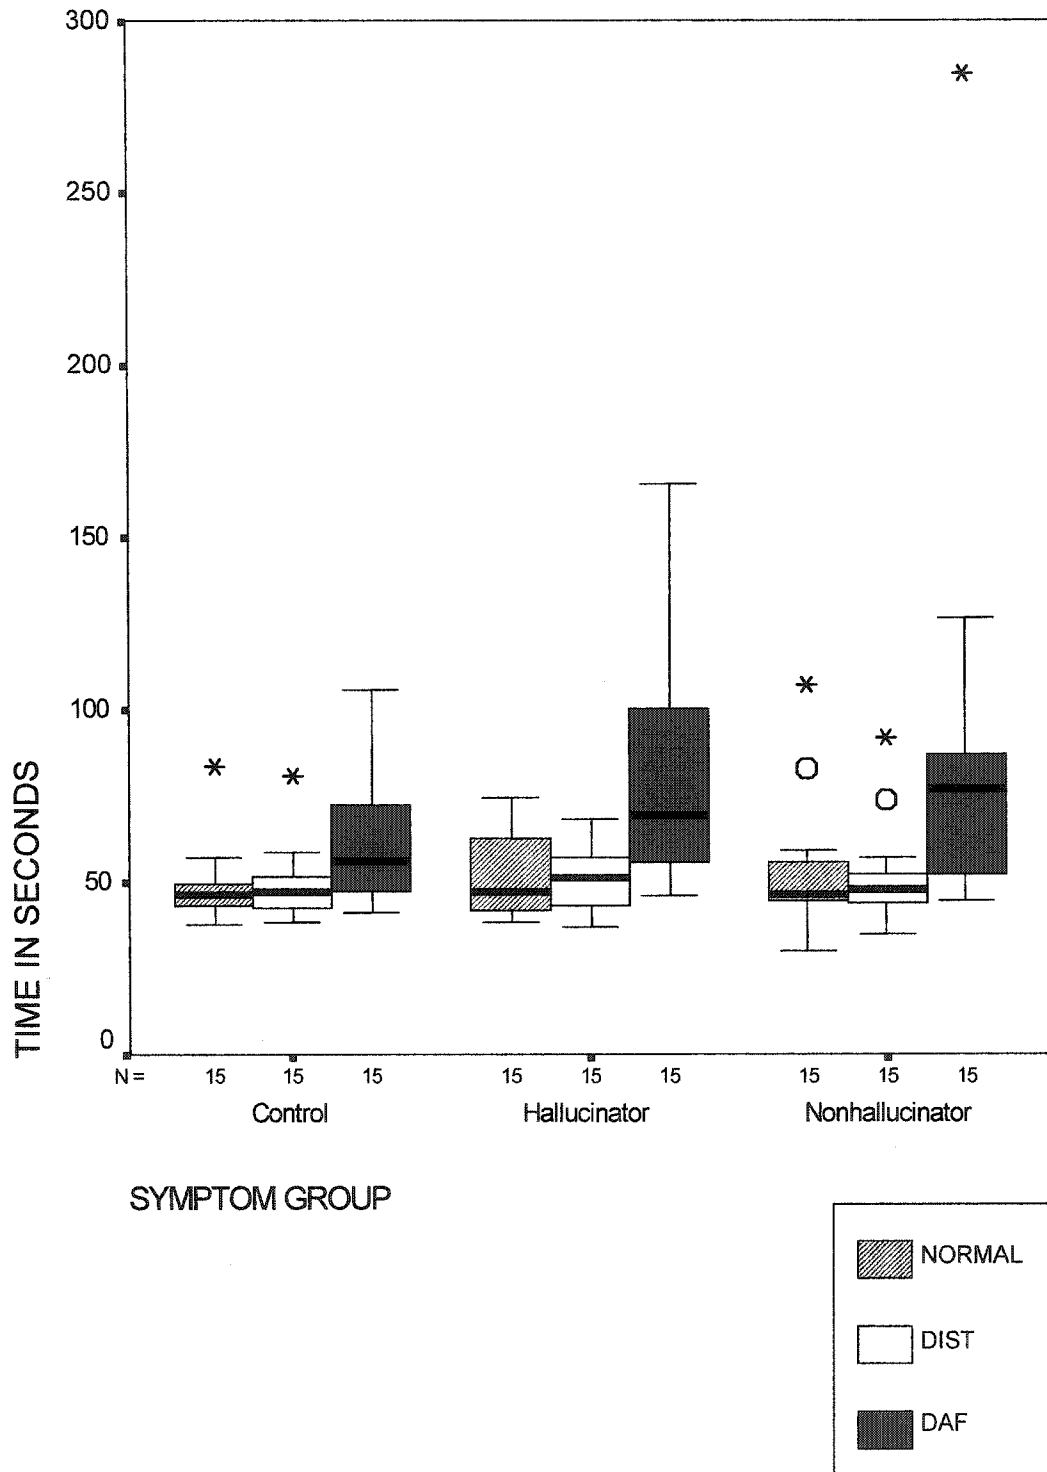 300
250
200
150
100
50
0
TIME IN SECONDS
N = 15 15 15 15 15 15 15 15 15
Control Hallucinator Nonhallucinator
SYMPTOM GROUP
NORMAL
DIST
DAF